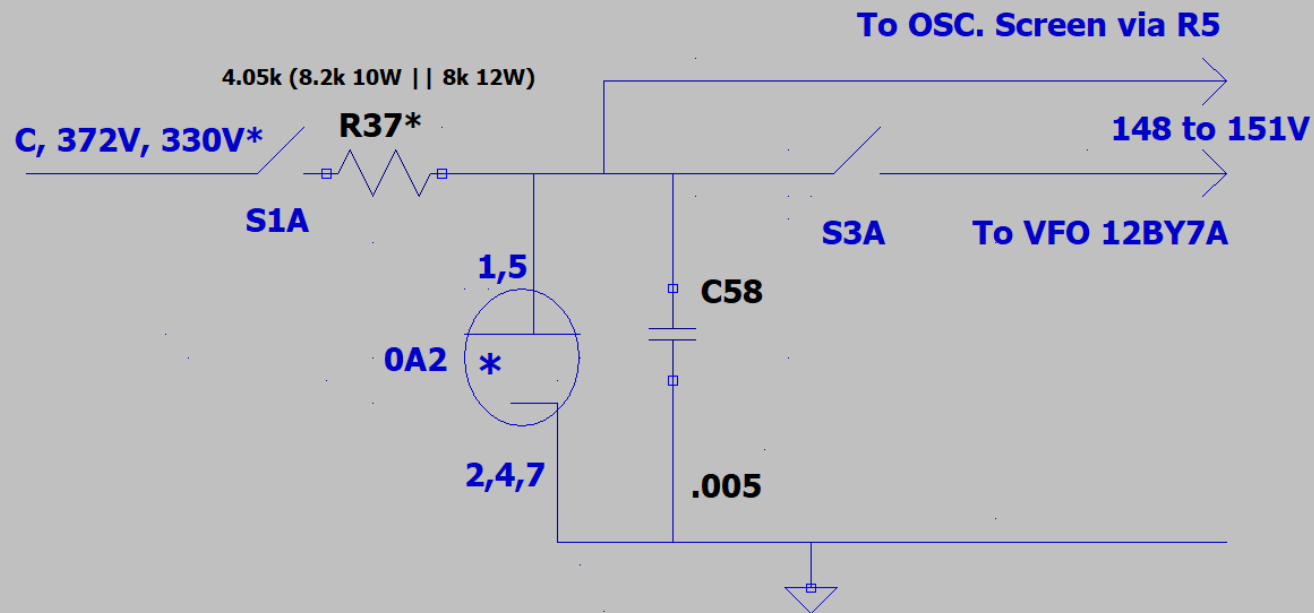 To OSC. Screen via R5
4.05k (8.2k 10W || 8k 12W)
R37*
C, 372V, 330V*
148 to 151V
S1A
S3A
To VFO 12BY7A
1,5
C58
0A2
*
2,4,7
.005